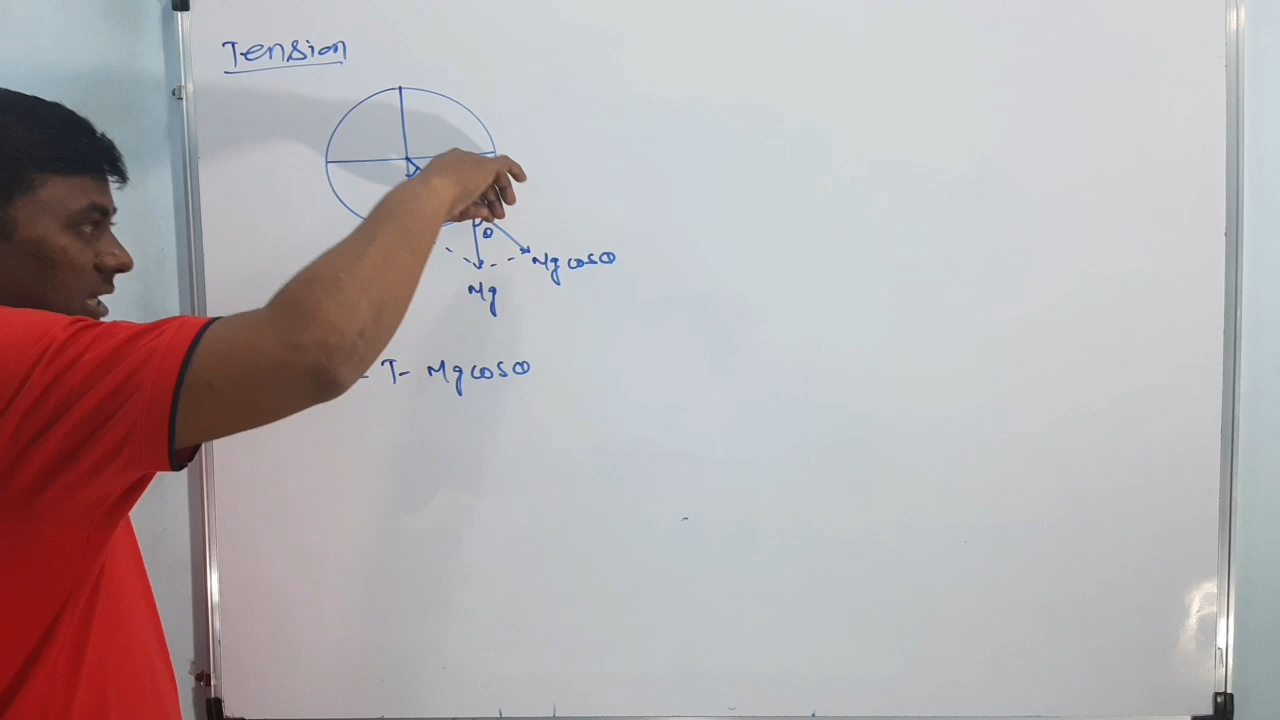 Tension
θ
Mg cosθ
Mg
- T - Mg cosθ